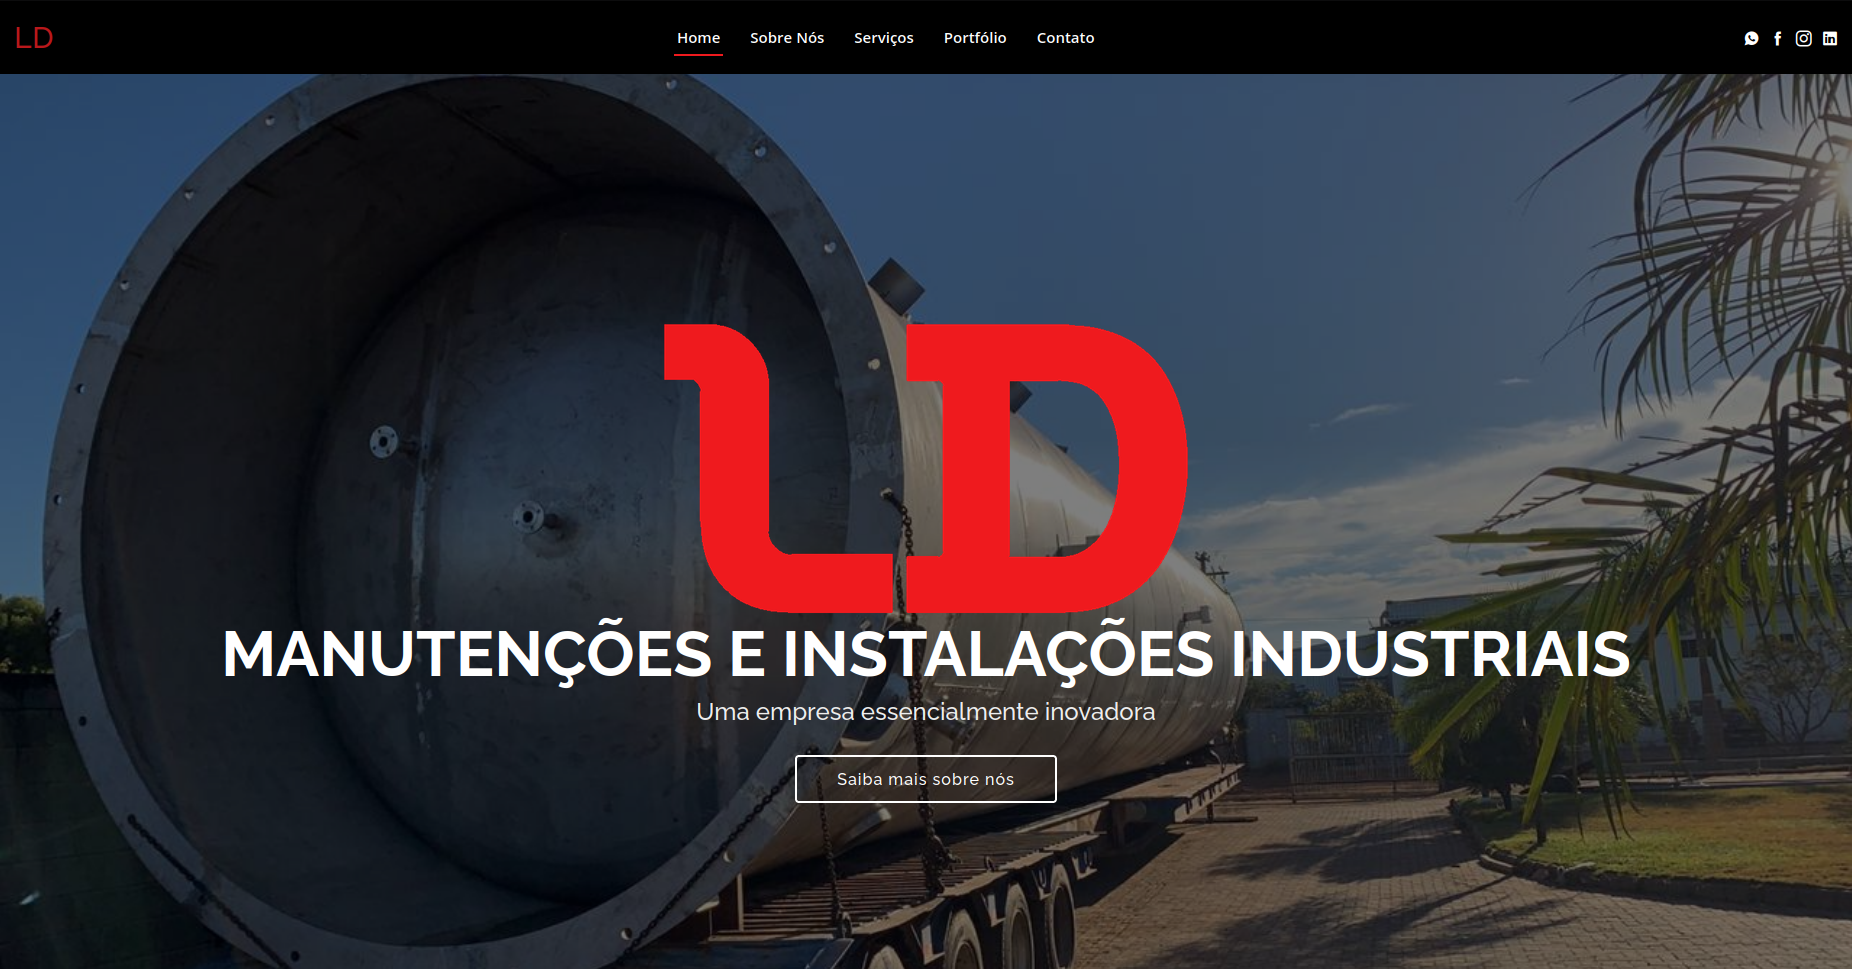 LD
Home Sobre Nós Serviços Portfólio Contato
LD
MANUTENÇÕES E INSTALAÇÕES INDUSTRIAIS
Uma empresa essencialmente inovadora
Saiba mais sobre nós